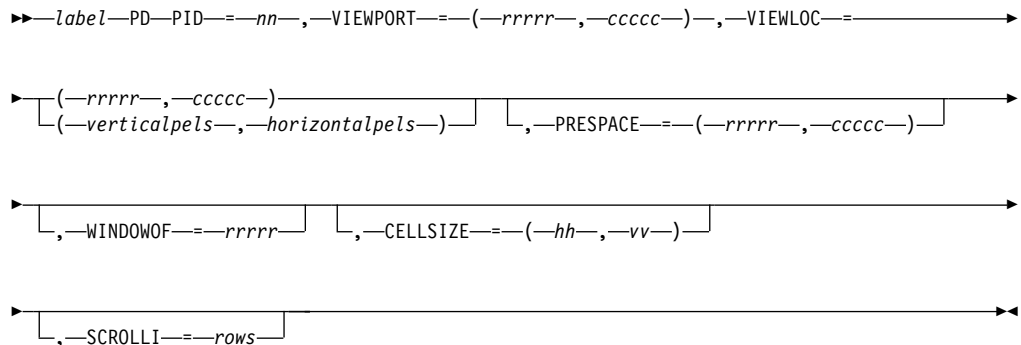 label PD PID = nn , VIEWPORT = ( rrrrr , ccccc ) , VIEWLOC =
( rrrrr , ccccc )
( verticalpels , horizontalpels )
, PRESPACE = ( rrrrr , ccccc )
, WINDOWOF = rrrrr
, CELLSIZE = ( hh , vv )
, SCROLLI = rows